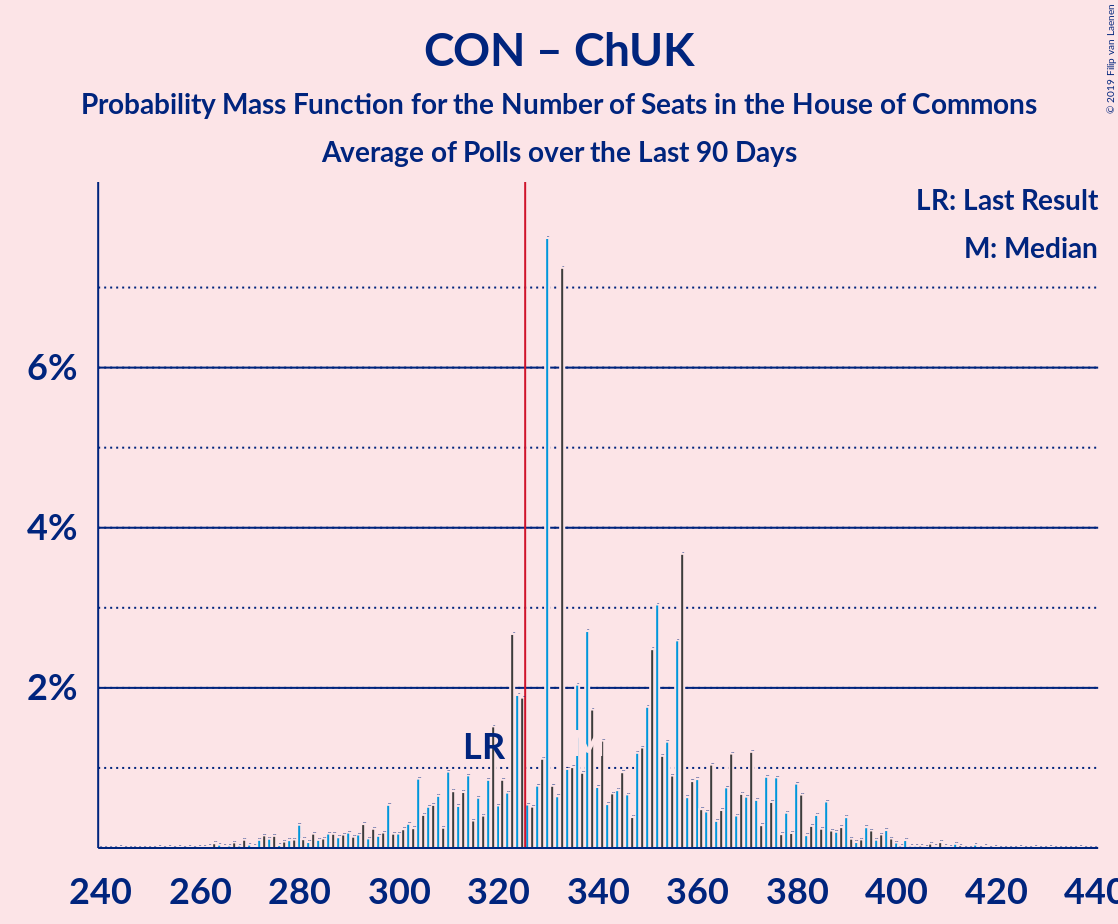 CON – ChUK
Probability Mass Function for the Number of Seats in the House of Commons
Average of Polls over the Last 90 Days
© 2019 Filip van Laenen
LR: Last Result
M: Median
6%
4%
2%
LR
M
240 260 280 300 320 340 360 380 400 420 440